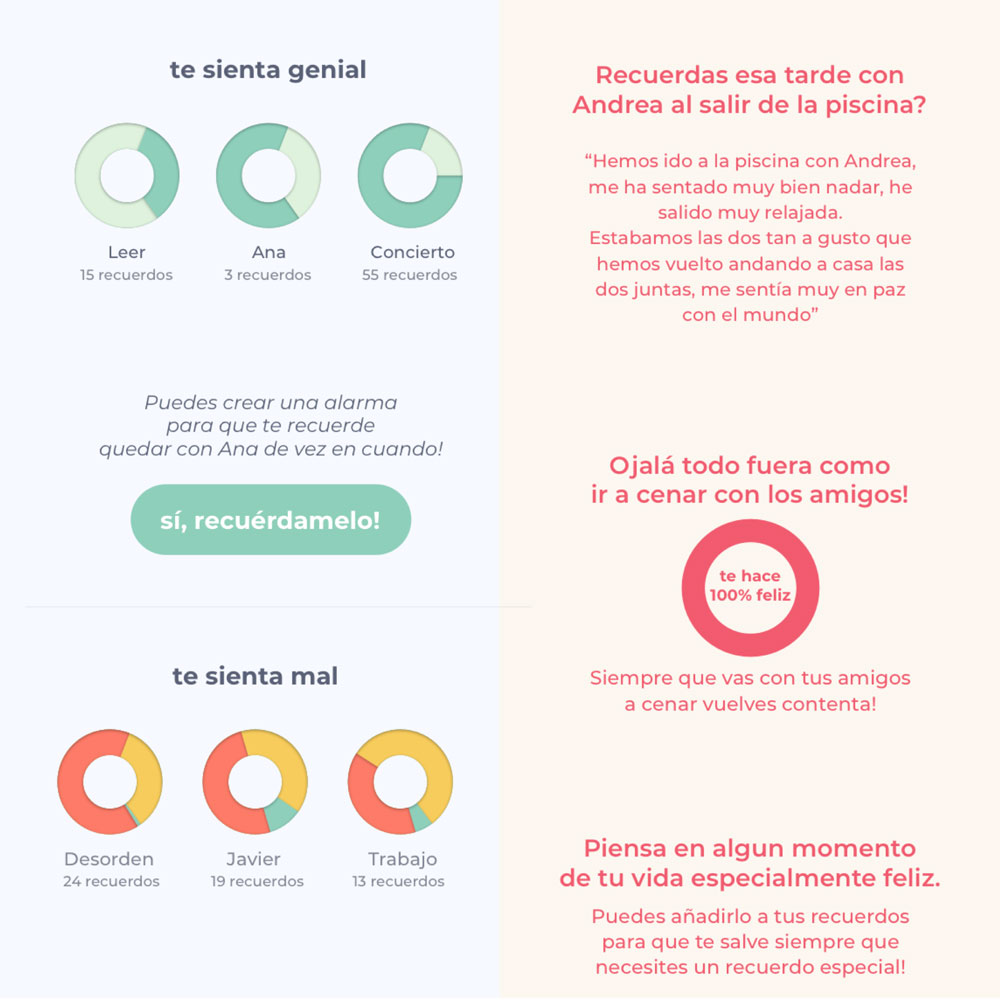 te sienta genial
Leer
15 recuerdos
Ana
3 recuerdos
Concierto
55 recuerdos
Puedes crear una alarma
para que te recuerde
quedar con Ana de vez en cuando!
sí, recuérdamelo!
te sienta mal
Desorden
24 recuerdos
Javier
19 recuerdos
Trabajo
13 recuerdos
Recuerdas esa tarde con
Andrea al salir de la piscina?
“Hemos ido a la piscina con Andrea,
me ha sentado muy bien nadar, he
salido muy relajada.
Estabamos las dos tan a gusto que
hemos vuelto andando a casa las
dos juntas, me sentía muy en paz
con el mundo”
Ojalá todo fuera como
ir a cenar con los amigos!
te hace
100% feliz
Siempre que vas con tus amigos
a cenar vuelves contenta!
Piensa en algun momento
de tu vida especialmente feliz.
Puedes añadirlo a tus recuerdos
para que te salve siempre que
necesites un recuerdo especial!